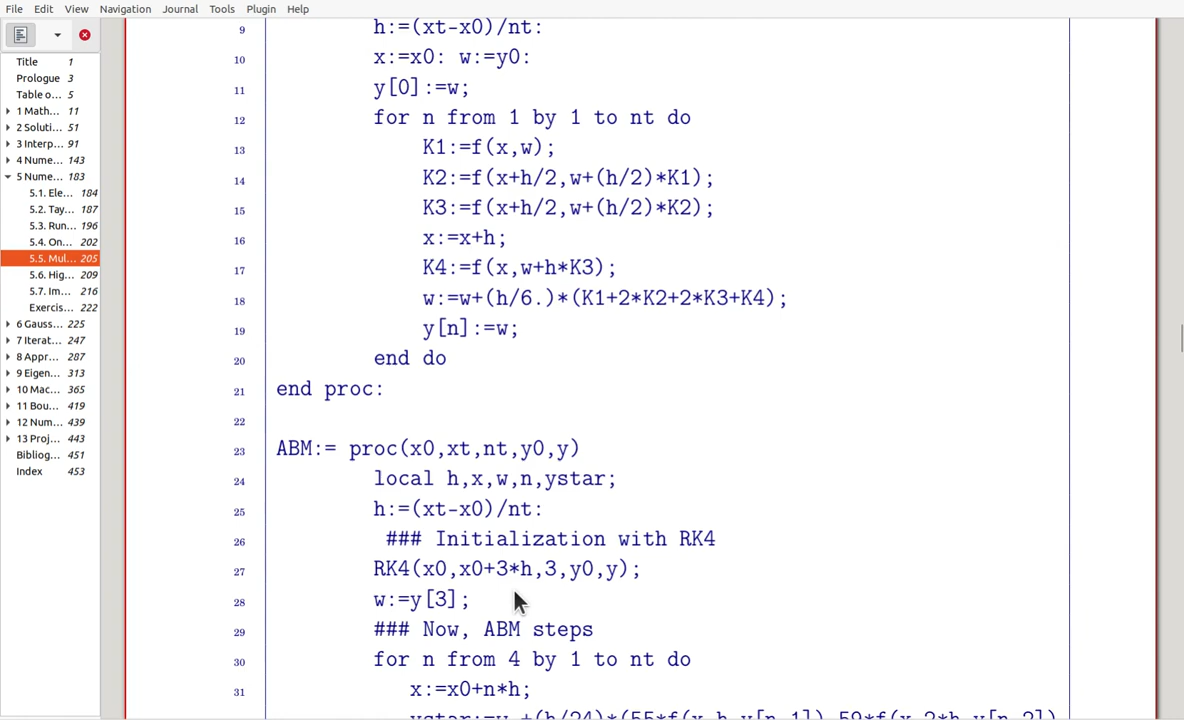 File Edit View Navigation Journal Tools Plugin Help
Title 1
Prologue 3
Table o... 5
1 Math... 11
2 Soluti... 51
3 Interp... 91
4 Nume... 143
5 Nume... 183
5.1. Ele... 184
5.2. Tay... 187
5.3. Run... 196
5.4. On... 202
5.5. Mul... 205
5.6. Hig... 209
5.7. Im... 216
Exercis... 222
6 Gauss... 225
7 Iterat... 247
8 Appr... 287
9 Eigen... 313
10 Mac... 365
11 Bou... 419
12 Num... 439
13 Proj... 443
Bibliog... 451
Index 453
9 h:=(xt-x0)/nt:
10 x:=x0: w:=y0:
11 y[0]:=w;
12 for n from 1 by 1 to nt do
13 K1:=f(x,w);
14 K2:=f(x+h/2,w+(h/2)*K1);
15 K3:=f(x+h/2,w+(h/2)*K2);
16 x:=x+h;
17 K4:=f(x,w+h*K3);
18 w:=w+(h/6.)*(K1+2*K2+2*K3+K4);
19 y[n]:=w;
20 end do
21 end proc:
22
23 ABM:= proc(x0,xt,nt,y0,y)
24 local h,x,w,n,ystar;
25 h:=(xt-x0)/nt:
26 ### Initialization with RK4
27 RK4(x0,x0+3*h,3,y0,y);
28 w:=y[3];
29 ### Now, ABM steps
30 for n from 4 by 1 to nt do
31 x:=x0+n*h;